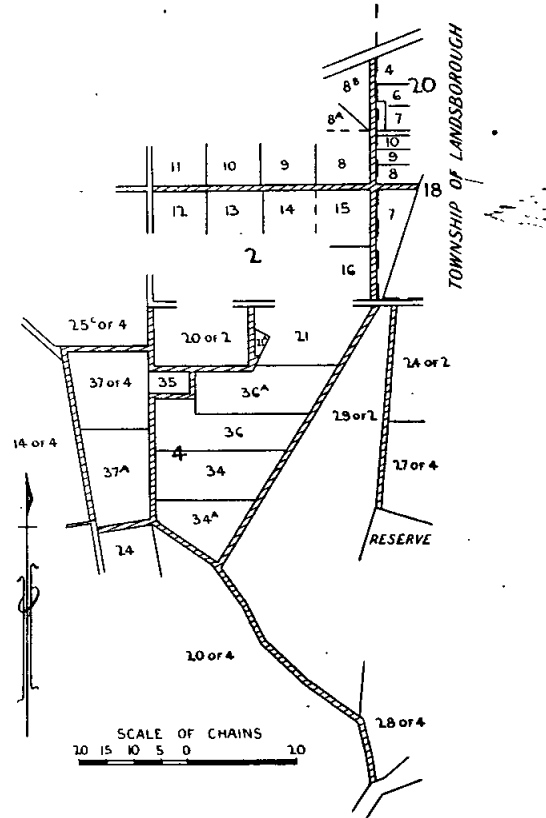 4
20
8B
6
7
8A
10
9
8
11
10
9
8
18
12
13
14
15
7
TOWNSHIP OF LANDSBOROUGH
2
16
25C OF 4
20 OF 2
21
37 OF 4
35
36A
24 OF 2
29 OF 2
14 OF 4
36
4
37A
34
27 OF 4
34A
24
RESERVE
20 OF 4
28 OF 4
SCALE OF CHAINS
20 15 10 5 0 20